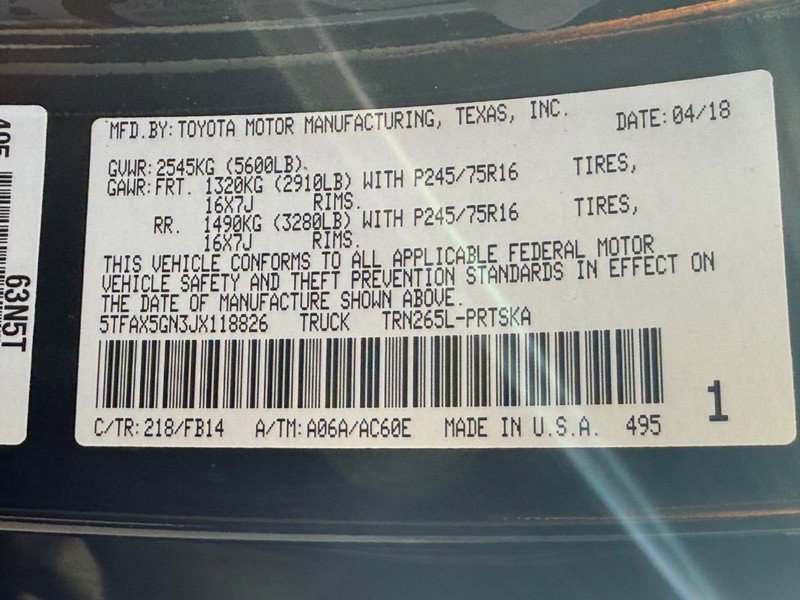 MFD.BY: TOYOTA MOTOR MANUFACTURING, TEXAS, INC. DATE: 04/18
GVWR: 2545KG (5600LB).
GAWR: FRT. 1320KG (2910LB) WITH P245/75R16 TIRES,
16X7J RIMS.
RR. 1490KG (3280LB) WITH P245/75R16 TIRES,
16X7J RIMS.
THIS VEHICLE CONFORMS TO ALL APPLICABLE FEDERAL MOTOR
VEHICLE SAFETY AND THEFT PREVENTION STANDARDS IN EFFECT ON
THE DATE OF MANUFACTURE SHOWN ABOVE.
5TFAX5GN3JX118826 TRUCK TRN265L-PRTSKA
1
C/TR: 218/FB14 A/TM: A06A/AC60E MADE IN U.S.A. 495
63N5T